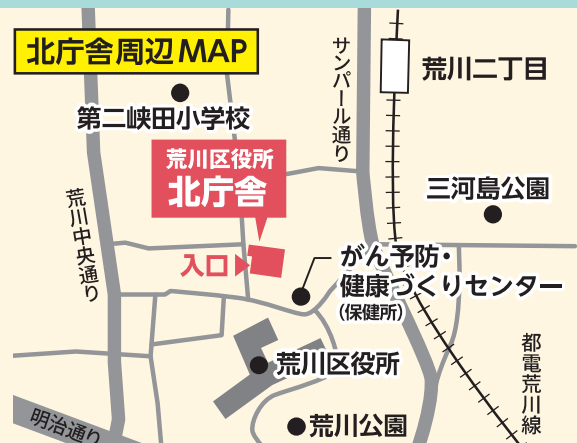 北庁舎周辺MAP
サンパール通り
荒川二丁目
第二峡田小学校
荒川区役所
北庁舎
三河島公園
荒川中央通り
入口
がん予防・
健康づくりセンター
(保健所)
荒川区役所
都電荒川線
明治通り
荒川公園